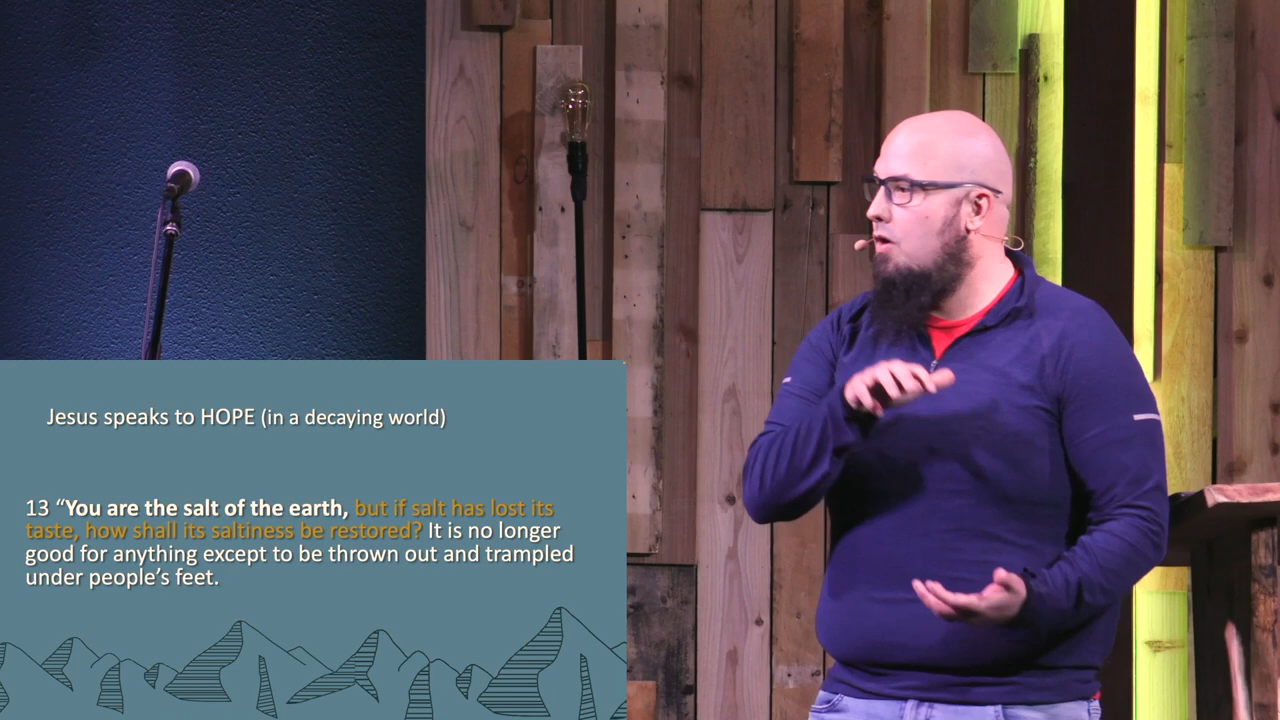 Jesus speaks to HOPE (in a decaying world)
13 “You are the salt of the earth, but if salt has lost its
taste, how shall its saltiness be restored? It is no longer
good for anything except to be thrown out and trampled
under people’s feet.